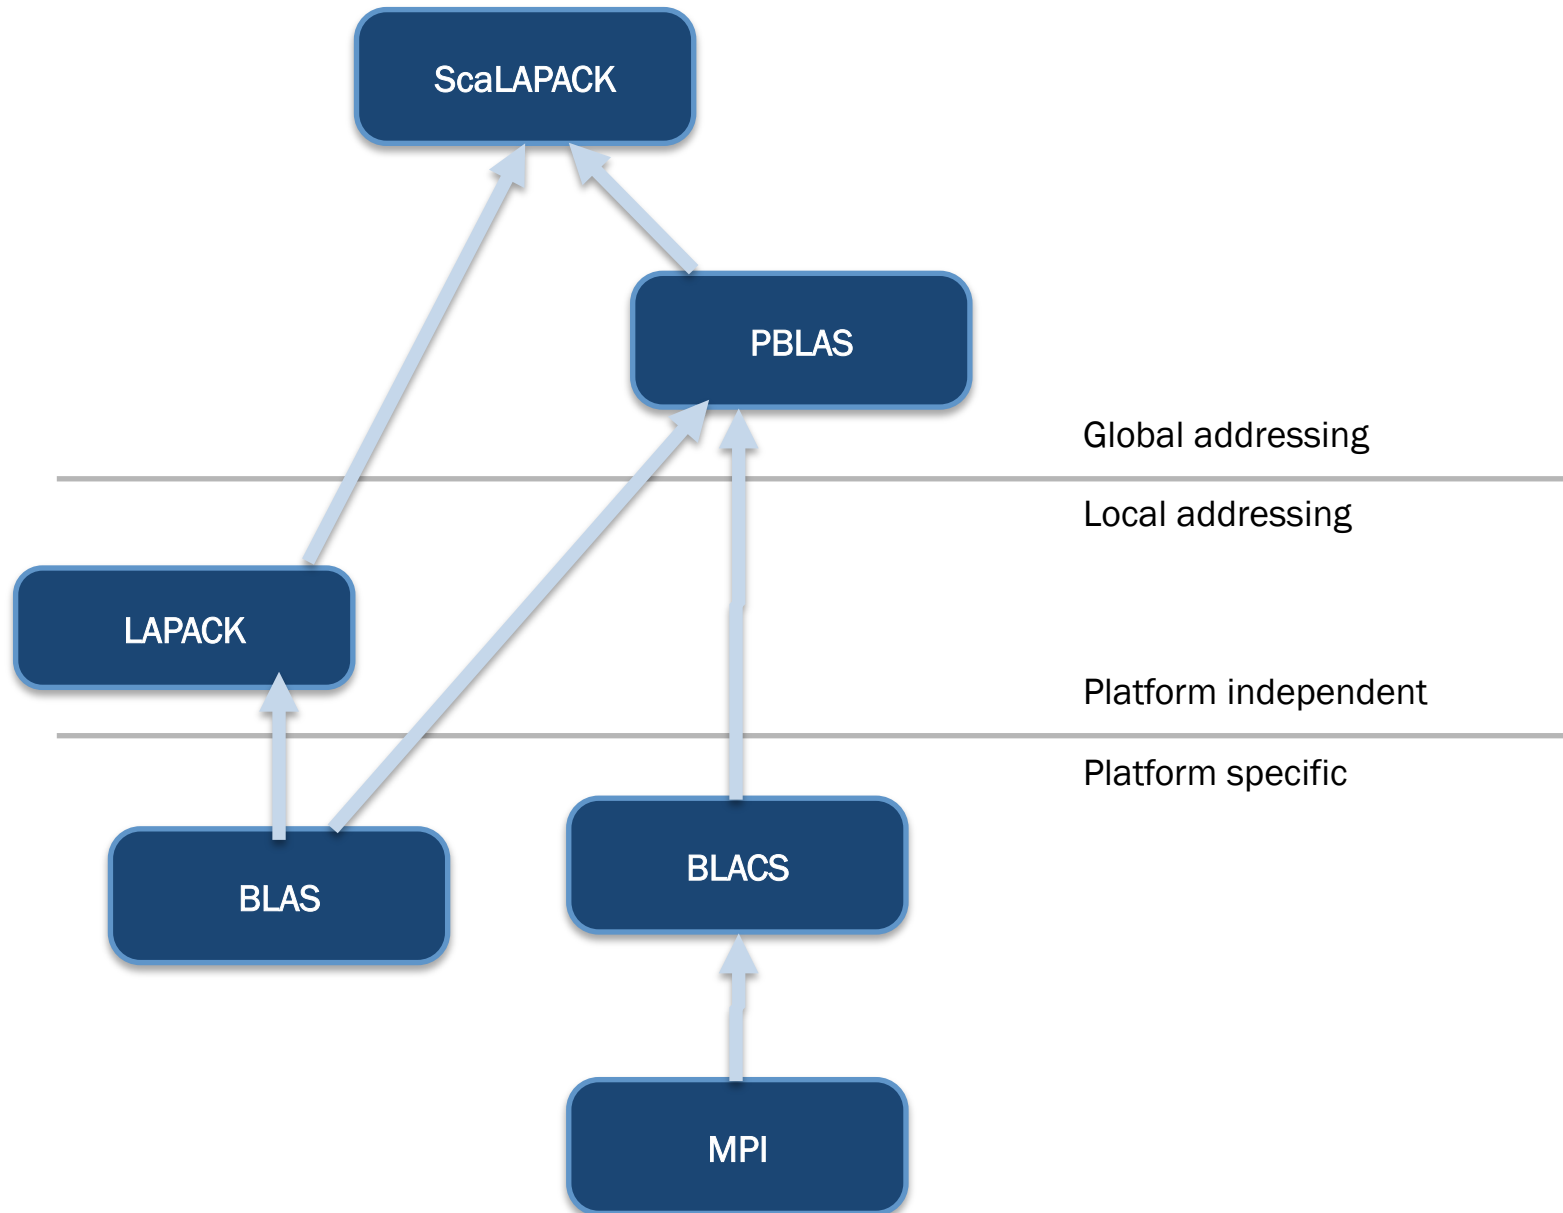 ScaLAPACK
PBLAS
Global addressing
Local addressing
LAPACK
Platform independent
Platform specific
BLACS
BLAS
MPI